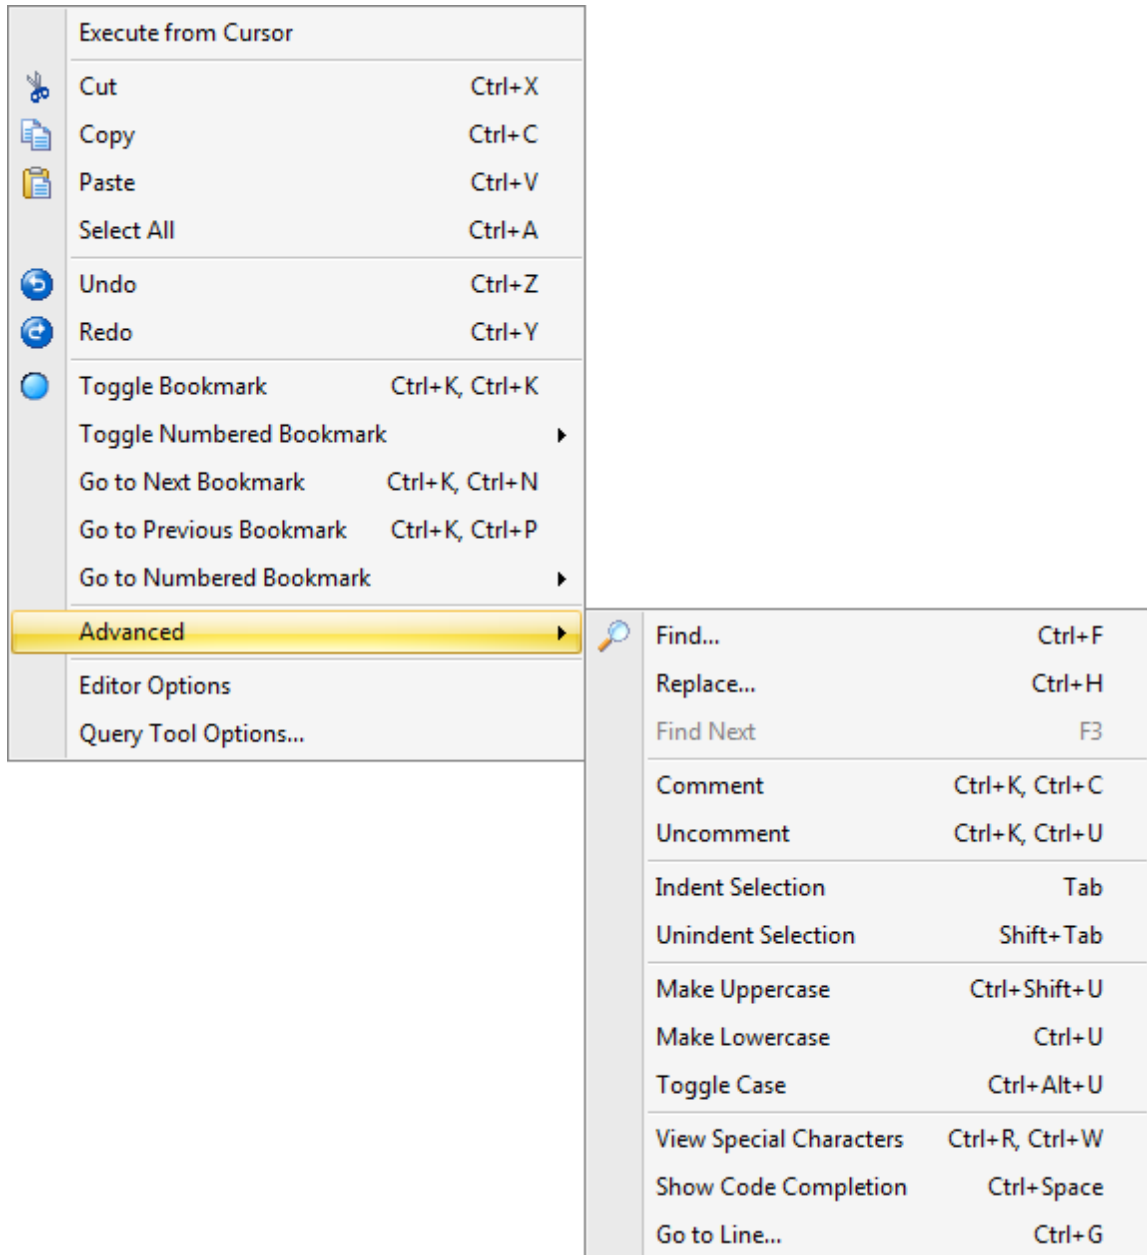 Execute from Cursor
Cut Ctrl+X
Copy Ctrl+C
Paste Ctrl+V
Select All Ctrl+A
Undo Ctrl+Z
Redo Ctrl+Y
Toggle Bookmark Ctrl+K, Ctrl+K
Toggle Numbered Bookmark
Go to Next Bookmark Ctrl+K, Ctrl+N
Go to Previous Bookmark Ctrl+K, Ctrl+P
Go to Numbered Bookmark
Advanced
Editor Options
Query Tool Options...
Find... Ctrl+F
Replace... Ctrl+H
Find Next F3
Comment Ctrl+K, Ctrl+C
Uncomment Ctrl+K, Ctrl+U
Indent Selection Tab
Unindent Selection Shift+Tab
Make Uppercase Ctrl+Shift+U
Make Lowercase Ctrl+U
Toggle Case Ctrl+Alt+U
View Special Characters Ctrl+R, Ctrl+W
Show Code Completion Ctrl+Space
Go to Line... Ctrl+G